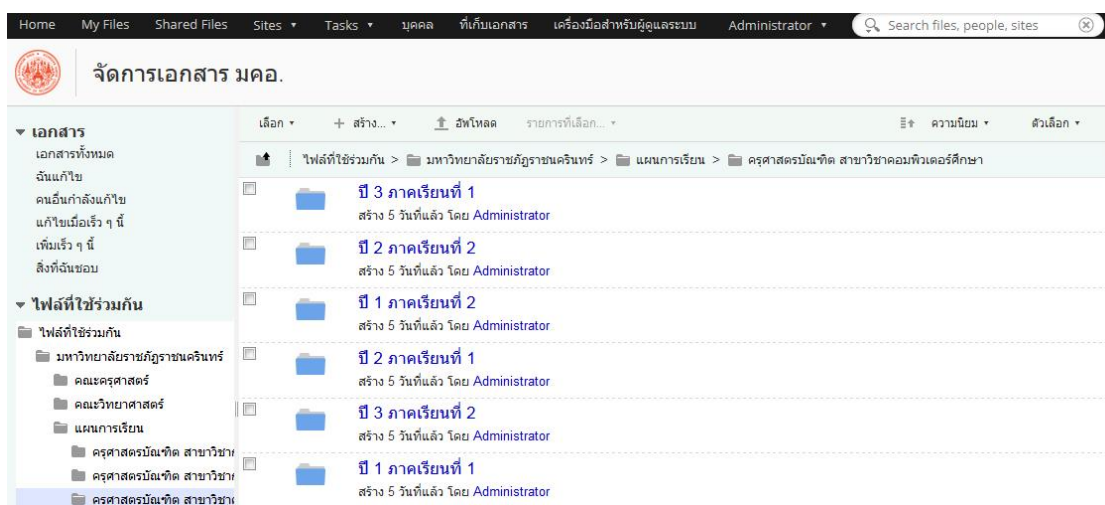 Home My Files Shared Files Sites Tasks บุคคล ที่เก็บเอกสาร เครื่องมือสำหรับผู้ดูแลระบบ Administrator Search files, people, sites
จัดการเอกสาร มคอ.
เลือก + สร้าง... อัพโหลด รายการที่เลือก... ความนิยม ตัวเลือก
ไฟล์ที่ใช้ร่วมกัน > มหาวิทยาลัยราชภัฏราชนครินทร์ > แผนการเรียน > ครุศาสตรบัณฑิต สาขาวิชาคอมพิวเตอร์ศึกษา
เอกสาร
เอกสารทั้งหมด
ฉันแก้ไข
คนอื่นกำลังแก้ไข
แก้ไขเมื่อเร็ว ๆ นี้
เพิ่มเร็ว ๆ นี้
สิ่งที่ฉันชอบ
ไฟล์ที่ใช้ร่วมกัน
ไฟล์ที่ใช้ร่วมกัน
มหาวิทยาลัยราชภัฏราชนครินทร์
คณะครุศาสตร์
คณะวิทยาศาสตร์
แผนการเรียน
ครุศาสตรบัณฑิต สาขาวิชา
ครุศาสตรบัณฑิต สาขาวิชา
ครุศาสตรบัณฑิต สาขาวิชา
ปี 3 ภาคเรียนที่ 1
สร้าง 5 วันที่แล้ว โดย Administrator
ปี 2 ภาคเรียนที่ 2
สร้าง 5 วันที่แล้ว โดย Administrator
ปี 1 ภาคเรียนที่ 2
สร้าง 5 วันที่แล้ว โดย Administrator
ปี 2 ภาคเรียนที่ 1
สร้าง 5 วันที่แล้ว โดย Administrator
ปี 3 ภาคเรียนที่ 2
สร้าง 5 วันที่แล้ว โดย Administrator
ปี 1 ภาคเรียนที่ 1
สร้าง 5 วันที่แล้ว โดย Administrator